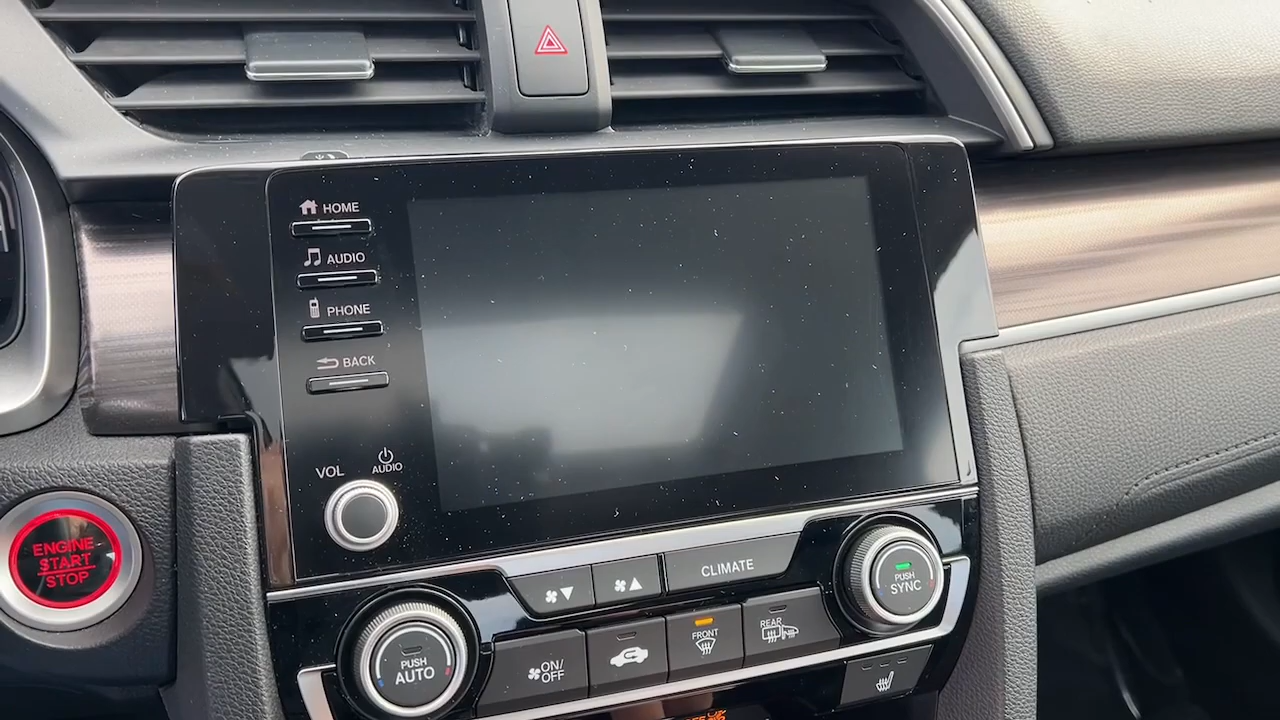 HOME
AUDIO
PHONE
BACK
VOL
AUDIO
ENGINE
START
STOP
CLIMATE
PUSH
SYNC
FRONT
REAR
ON/
OFF
PUSH
AUTO